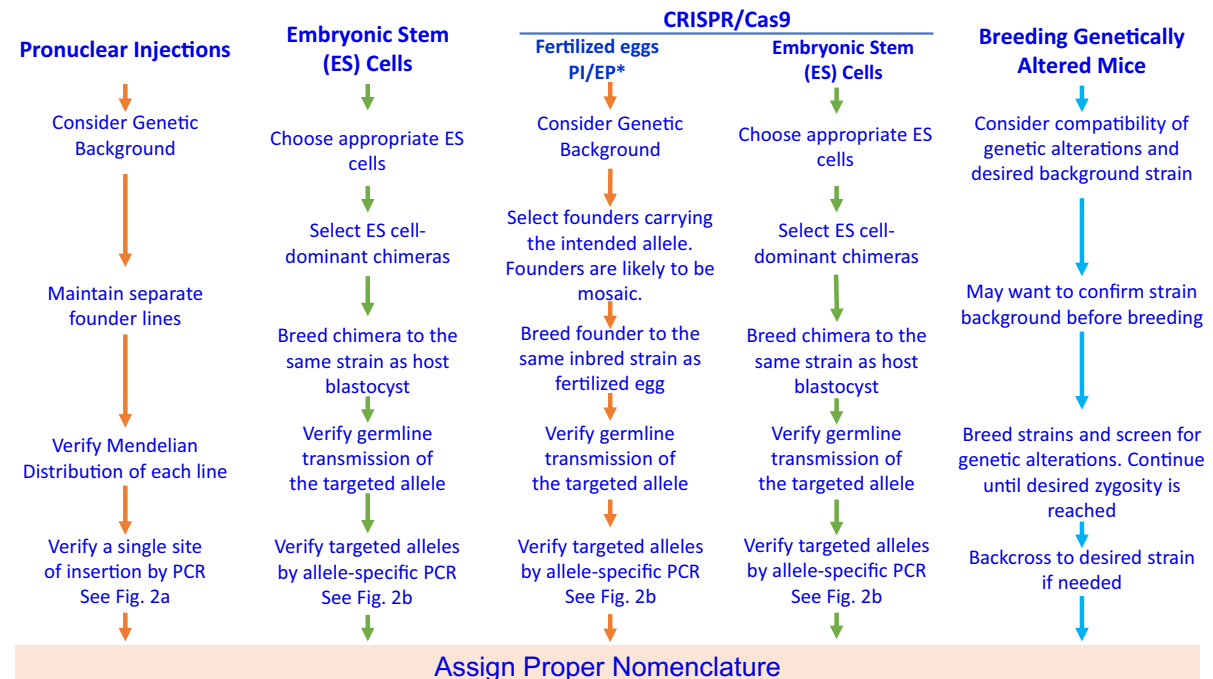 CRISPR/Cas9
Pronuclear Injections
Consider Genetic
Background
Maintain separate
founder lines
Verify Mendelian
Distribution of each line
Verify a single site
of insertion by PCR
See Fig. 2a
Embryonic Stem
(ES) Cells
Choose appropriate ES
cells
Select ES cell-
dominant chimeras
Breed chimera to the
same strain as host
blastocyst
Verify germline
transmission of
the targeted allele
Verify targeted alleles
by allele-specific PCR
See Fig. 2b
Fertilized eggs
PI/EP*
Consider Genetic
Background
Select founders carrying
the intended allele.
Founders are likely to be
mosaic.
Breed founder to the
same inbred strain as
fertilized egg
Verify germline
transmission of
the targeted allele
Verify targeted alleles
by allele-specific PCR
See Fig. 2b
Embryonic Stem
(ES) Cells
Choose appropriate ES
cells
Select ES cell-
dominant chimeras
Breed chimera to the
same strain as host
blastocyst
Verify germline
transmission of
the targeted allele
Verify targeted alleles
by allele-specific PCR
See Fig. 2b
Breeding Genetically
Altered Mice
Consider compatibility of
genetic alterations and
desired background strain
May want to confirm strain
background before breeding
Breed strains and screen for
genetic alterations. Continue
until desired zygosity is
reached
Backcross to desired strain
if needed
Assign Proper Nomenclature